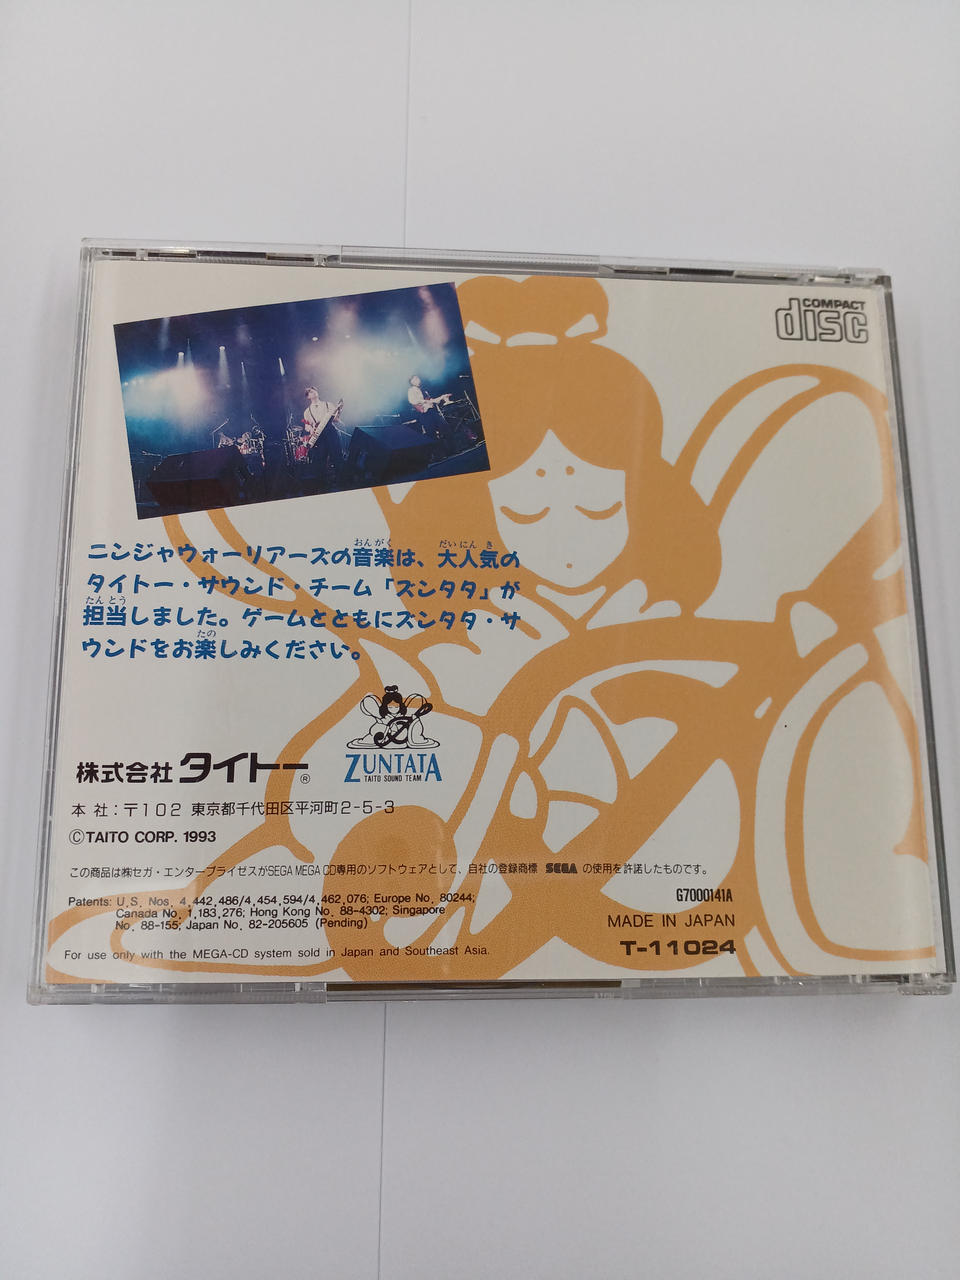 COMPACT
disc
ニンジャウォーリアーズの音楽は、大人気の
タイトー・サウンド・チーム「ズンタタ」が
担当しました。ゲームとともにズンタタ・サ
ウンドをお楽しみください。
ZUNTATA
TAITO SOUND TEAM
株式会社 タイトー®
本 社：〒102 東京都千代田区平河町2-5-3
©TAITO CORP. 1993
この商品は㈱セガ・エンタープライゼスがSEGA MEGA CD専用のソフトウェアとして、自社の登録商標 SEGA の使用を許諾したものです。
Patents: U.S. Nos. 4,442,486/4,454,594/4,462,076; Europe No. 80244;
Canada No. 1,183,276; Hong Kong No. 88-4302; Singapore
No. 88-155; Japan No. 82-205605 (Pending)
For use only with the MEGA-CD system sold in Japan and Southeast Asia.
G7000141A
MADE IN JAPAN
T-11024